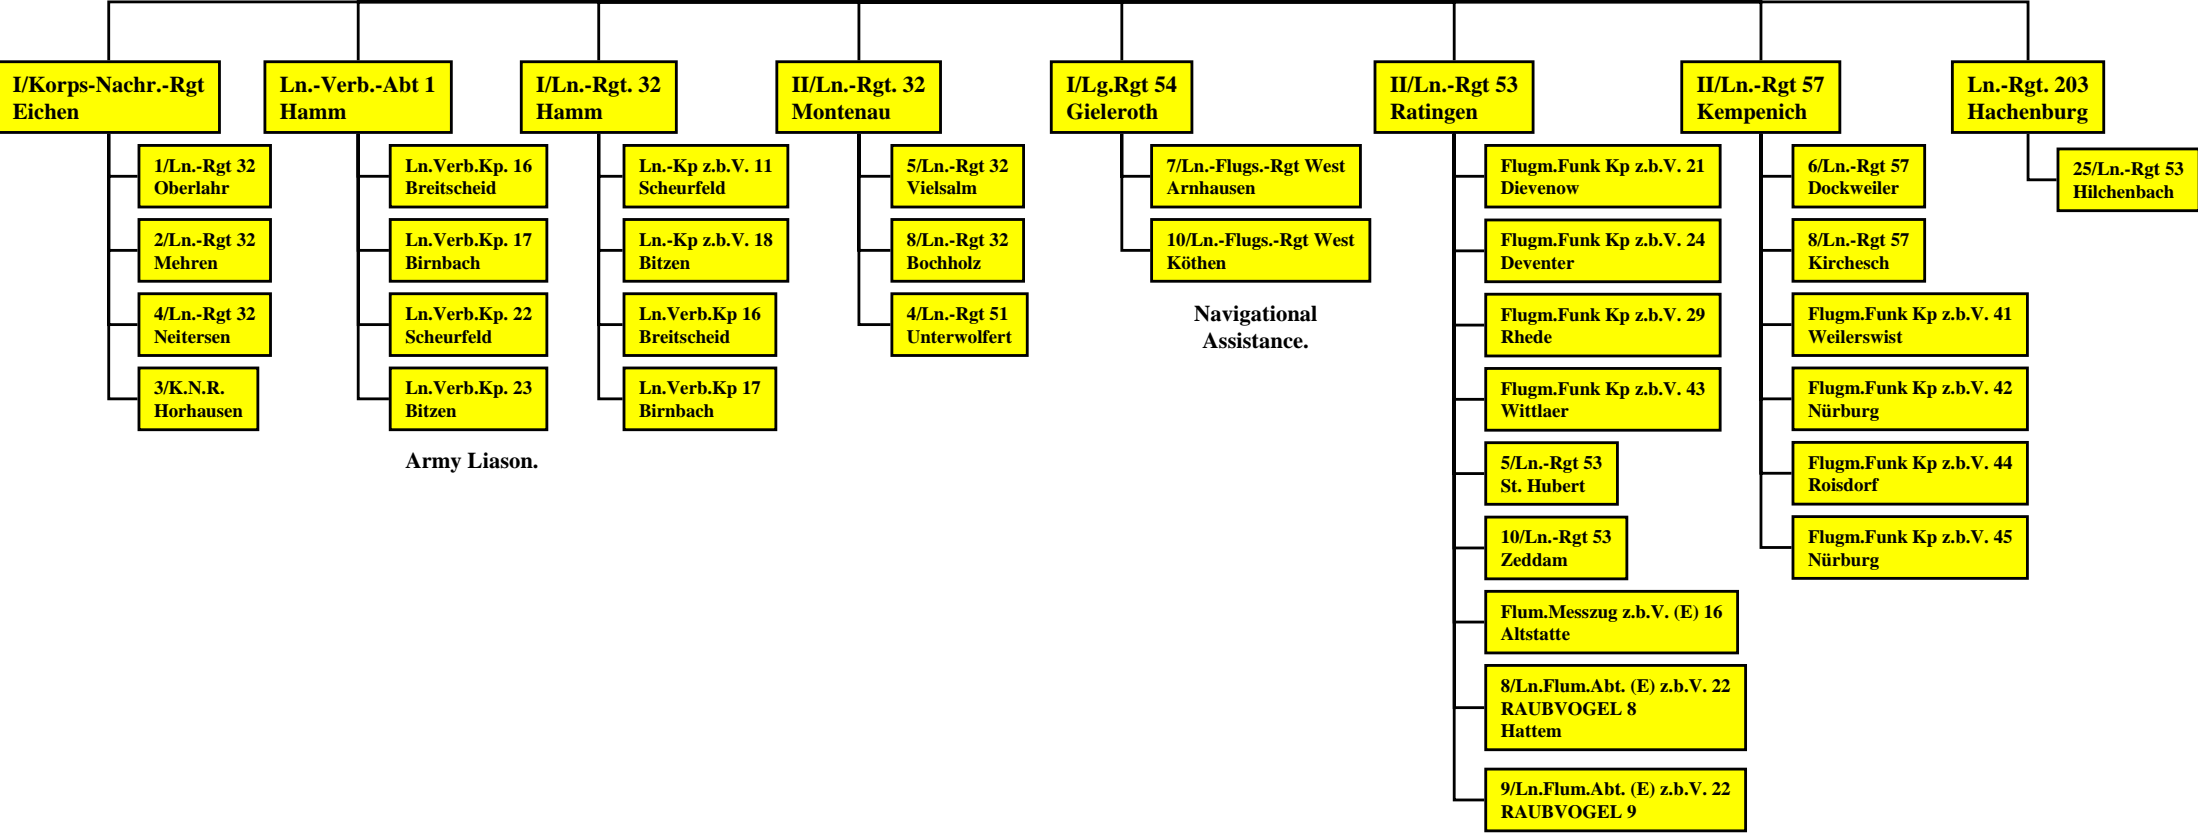 I/Korps-Nachr.-Rgt
Eichen
1/Ln.-Rgt 32
Oberlahr
2/Ln.-Rgt 32
Mehren
4/Ln.-Rgt 32
Neitersen
3/K.N.R.
Horhausen
Ln.-Verb.-Abt 1
Hamm
Ln.Verb.Kp. 16
Breitscheid
Ln.Verb.Kp. 17
Birnbach
Ln.Verb.Kp. 22
Scheurfeld
Ln.Verb.Kp. 23
Bitzen
Army Liason.
I/Ln.-Rgt. 32
Hamm
Ln.-Kp z.b.V. 11
Scheurfeld
Ln.-Kp z.b.V. 18
Bitzen
Ln.Verb.Kp 16
Breitscheid
Ln.Verb.Kp 17
Birnbach
II/Ln.-Rgt. 32
Montenau
5/Ln.-Rgt 32
Vielsalm
8/Ln.-Rgt 32
Bochholz
4/Ln.-Rgt 51
Unterwolfert
I/Lg.Rgt 54
Gieleroth
7/Ln.-Flugs.-Rgt West
Arnhausen
10/Ln.-Flugs.-Rgt West
Köthen
Navigational
Assistance.
II/Ln.-Rgt 53
Ratingen
Flugm.Funk Kp z.b.V. 21
Dievenow
Flugm.Funk Kp z.b.V. 24
Deventer
Flugm.Funk Kp z.b.V. 29
Rhede
Flugm.Funk Kp z.b.V. 43
Wittlaer
5/Ln.-Rgt 53
St. Hubert
10/Ln.-Rgt 53
Zeddam
Flum.Messzug z.b.V. (E) 16
Altstatte
8/Ln.Flum.Abt. (E) z.b.V. 22
RAUBVOGEL 8
Hattem
9/Ln.Flum.Abt. (E) z.b.V. 22
RAUBVOGEL 9
II/Ln.-Rgt 57
Kempenich
6/Ln.-Rgt 57
Dockweiler
8/Ln.-Rgt 57
Kirchesch
Flugm.Funk Kp z.b.V. 41
Weilerswist
Flugm.Funk Kp z.b.V. 42
Nürburg
Flugm.Funk Kp z.b.V. 44
Roisdorf
Flugm.Funk Kp z.b.V. 45
Nürburg
Ln.-Rgt. 203
Hachenburg
25/Ln.-Rgt 53
Hilchenbach